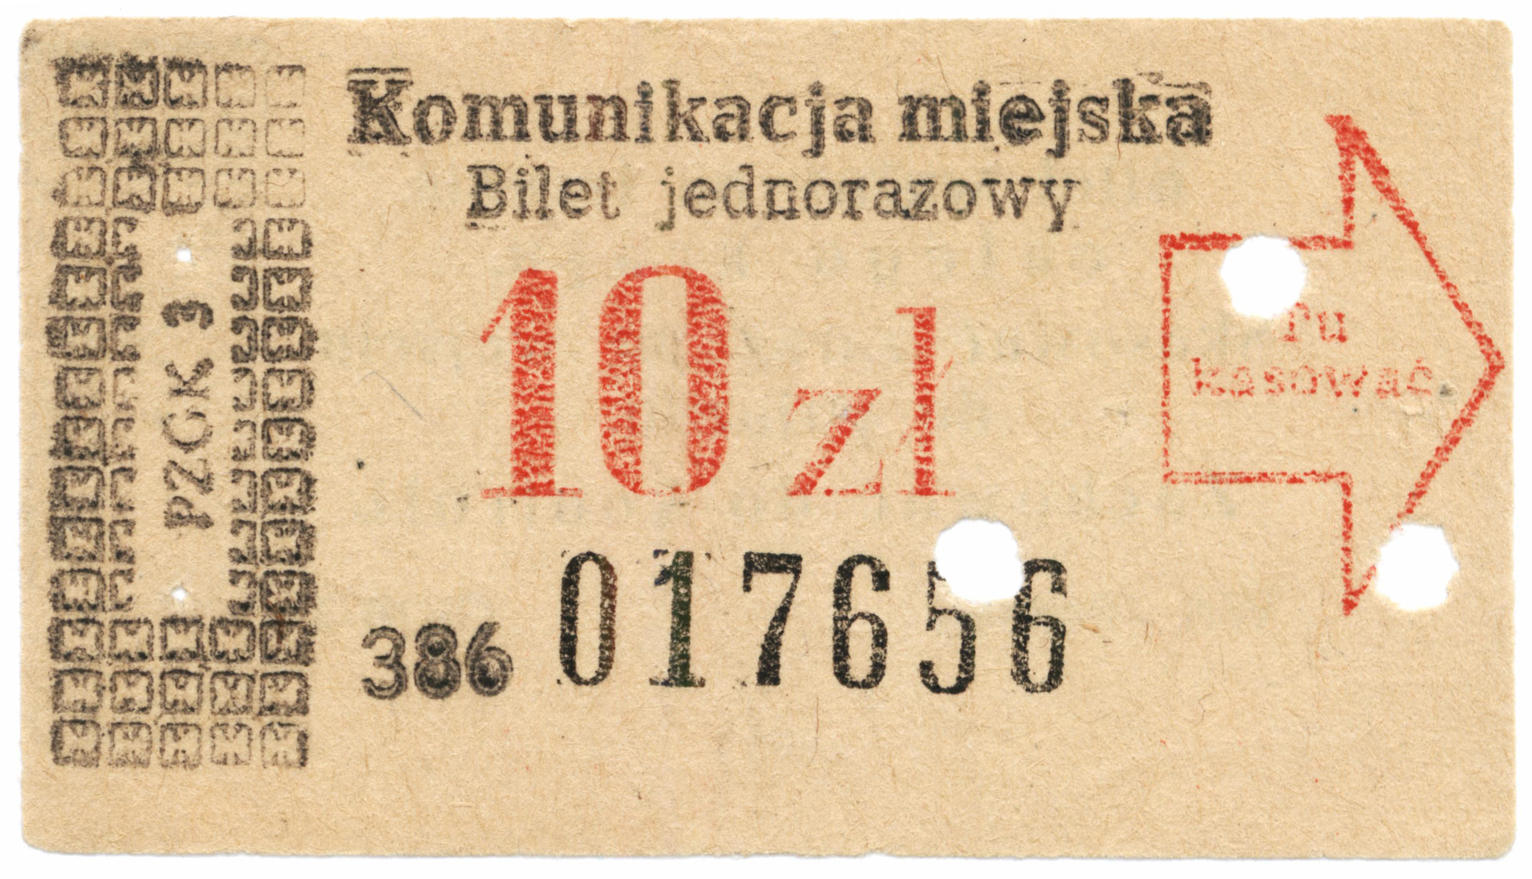 Komunikacja miejska
Bilet jednorazowy
10 zł
Tu
kasować
386 017656
PZGK 3